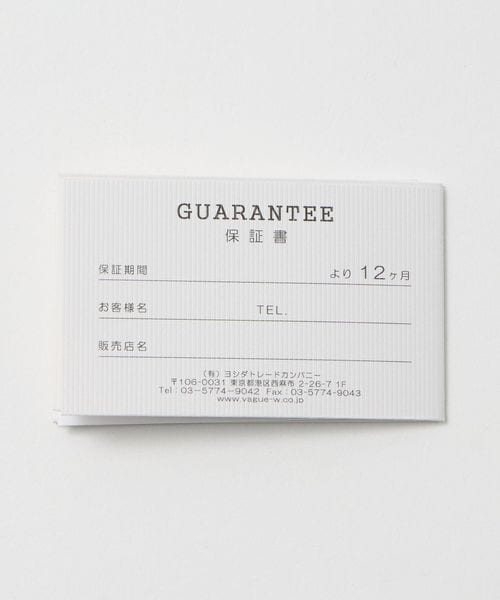 GUARANTEE
保証書
保証期間 より 12ヶ月
お客様名 TEL.
販売店名
（有）ヨシダトレードカンパニー
〒106-0031 東京都港区西麻布 2-26-7 1F
Tel：03-5774-9042 Fax：03-5774-9043
www.vague-w.co.jp